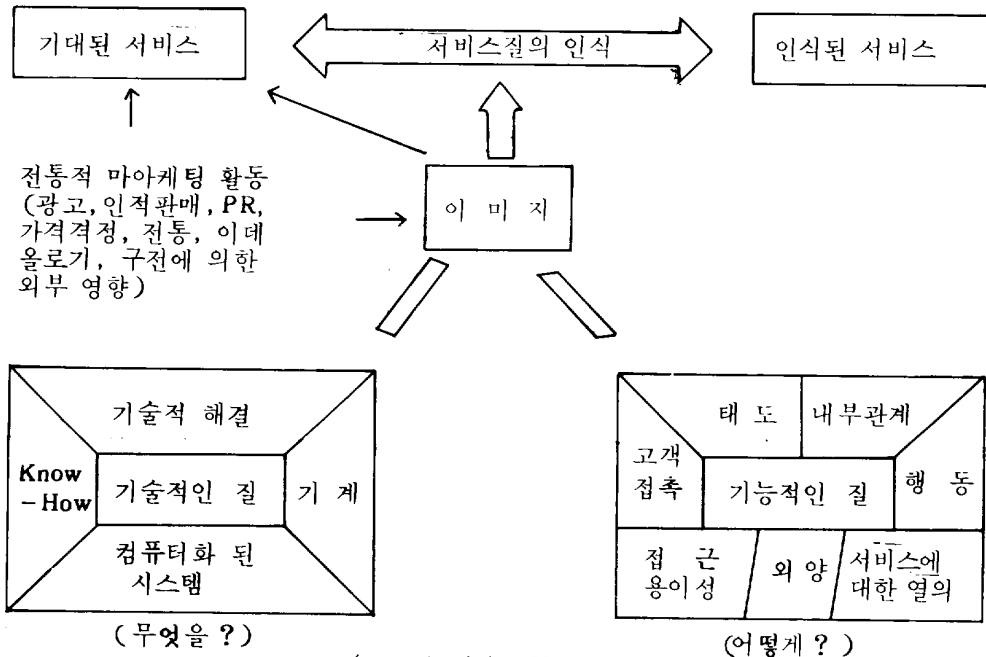 기대된 서비스
서비스질의 인식
인식된 서비스
전통적 마아케팅 활동
(광고, 인적판매, PR,
가격격정, 전통, 이데
올로기, 구전에 의한
외부 영향)
이 미 지
기술적 해결
Know
-How
기술적인 질
기 계
컴퓨터화 된
시스템
(무엇을 ?)
태 도
내부관계
고객
접촉
기능적인 질
행 동
접 근
용이성
외 양
서비스에
대한 열의
(어떻게 ?)